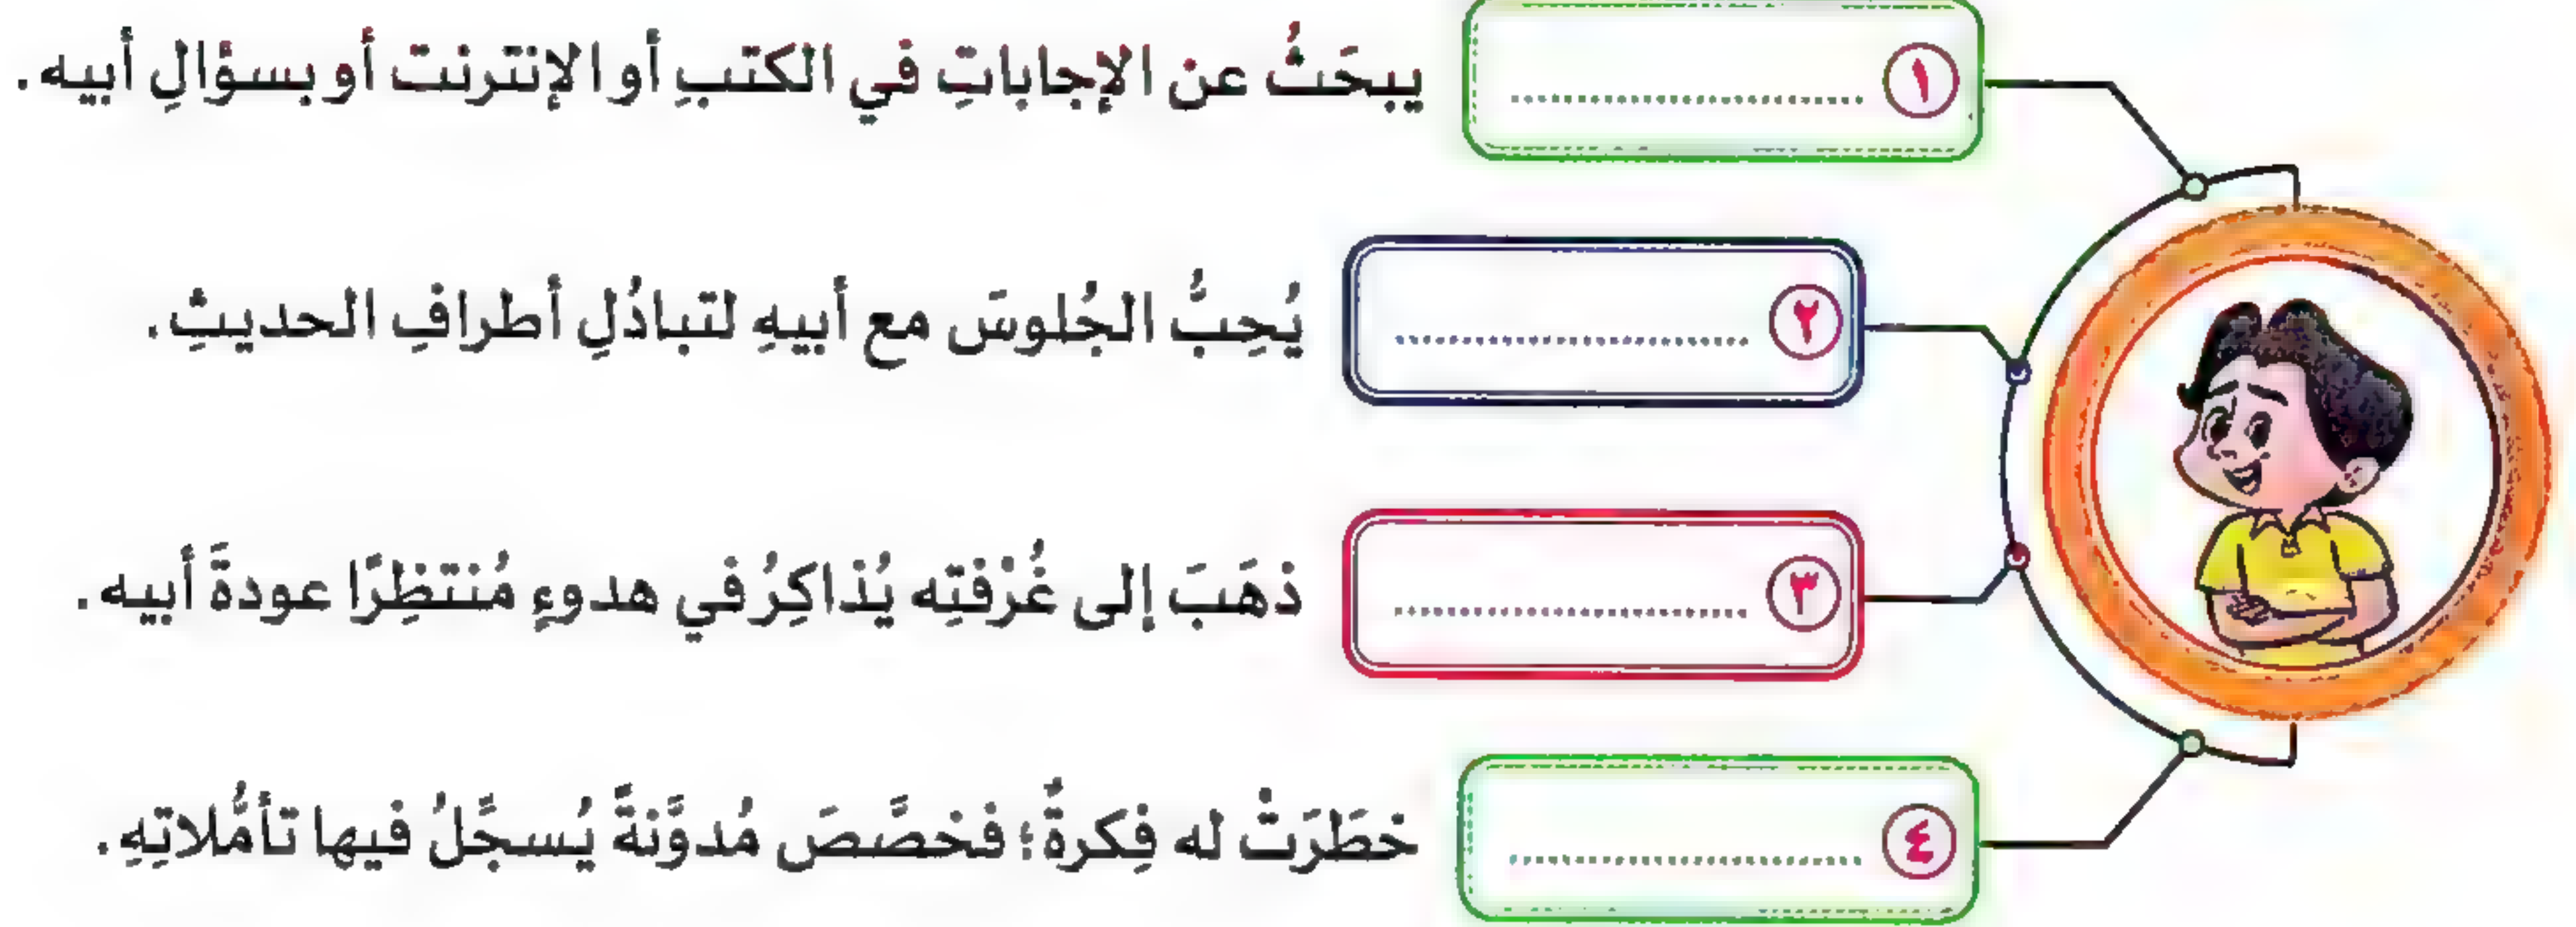 ١ ........................ يبحَثُ عن الإجاباتِ في الكتبِ أو الإنترنت أو بسؤالِ أبيه.
٢ ........................ يُحِبُّ الجُلوسَ مع أبيهِ لتبادُلِ أطرافِ الحديثِ.
٣ ........................ ذهَبَ إلى غُرْفتِه يُذاكِرُ في هدوءٍ مُنتظِرًا عودةَ أبيه.
٤ ........................ خطَرَتْ له فِكرةٌ؛ فخصَّصَ مُدوَّنةً يُسجِّلُ فيها تأمُّلاتِهِ.